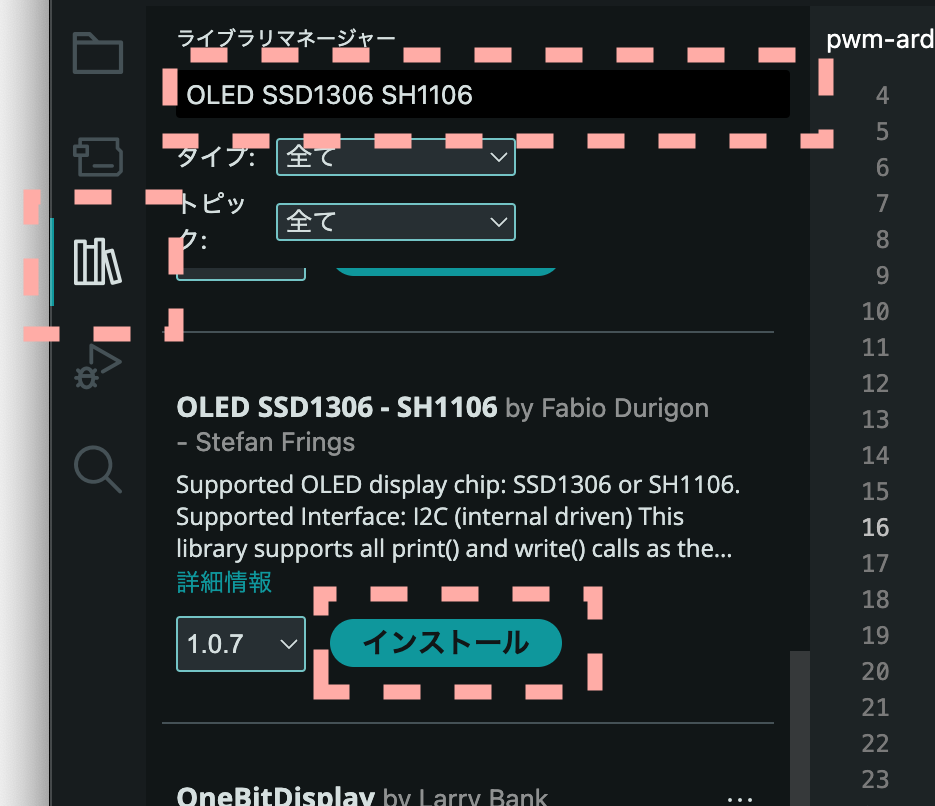 ライブラリマネージャー
OLED SSD1306 SH1106
タイプ: 全て
トピッ
ク: 全て
OLED SSD1306 - SH1106 by Fabio Durigon
- Stefan Frings
Supported OLED display chip: SSD1306 or SH1106.
Supported Interface: I2C (internal driven) This
library supports all print() and write() calls as the...
詳細情報
1.0.7 インストール
OneBitDisplay by Larry Bank ...
pwm-ard
4
5
6
7
8
9
10
11
12
13
14
15
16
17
18
19
20
21
22
23